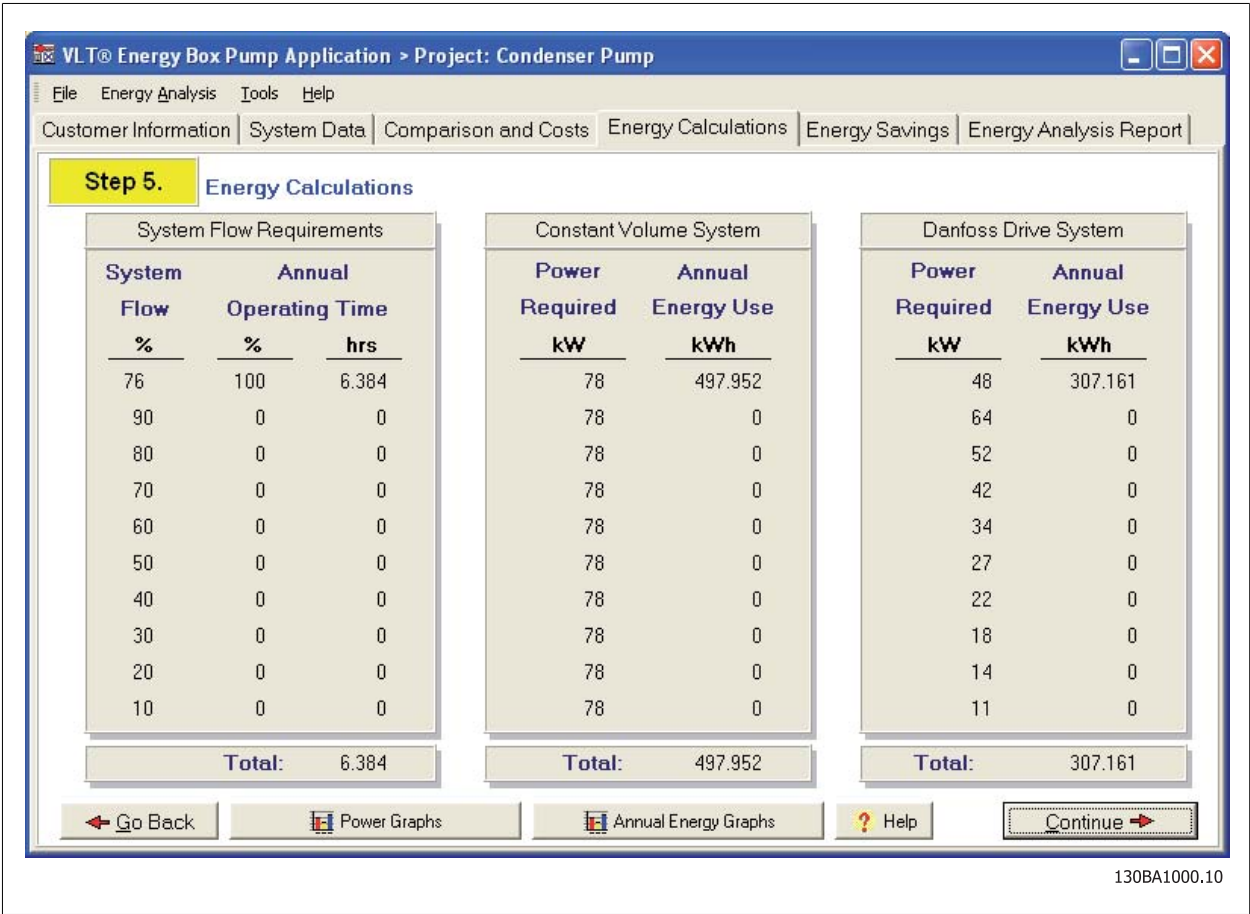 VLT® Energy Box Pump Application > Project: Condenser Pump
File Energy Analysis Tools Help
Customer Information System Data Comparison and Costs Energy Calculations Energy Savings Energy Analysis Report
Step 5. Energy Calculations
System Flow Requirements Constant Volume System Danfoss Drive System
System Annual Power Annual Power Annual
Flow Operating Time Required Energy Use Required Energy Use
% % hrs kW kWh kW kWh
76 100 6.384 78 497.952 48 307.161
90 0 0 78 0 64 0
80 0 0 78 0 52 0
70 0 0 78 0 42 0
60 0 0 78 0 34 0
50 0 0 78 0 27 0
40 0 0 78 0 22 0
30 0 0 78 0 18 0
20 0 0 78 0 14 0
10 0 0 78 0 11 0
Total: 6.384 Total: 497.952 Total: 307.161
Go Back Power Graphs Annual Energy Graphs ? Help Continue
130BA1000.10